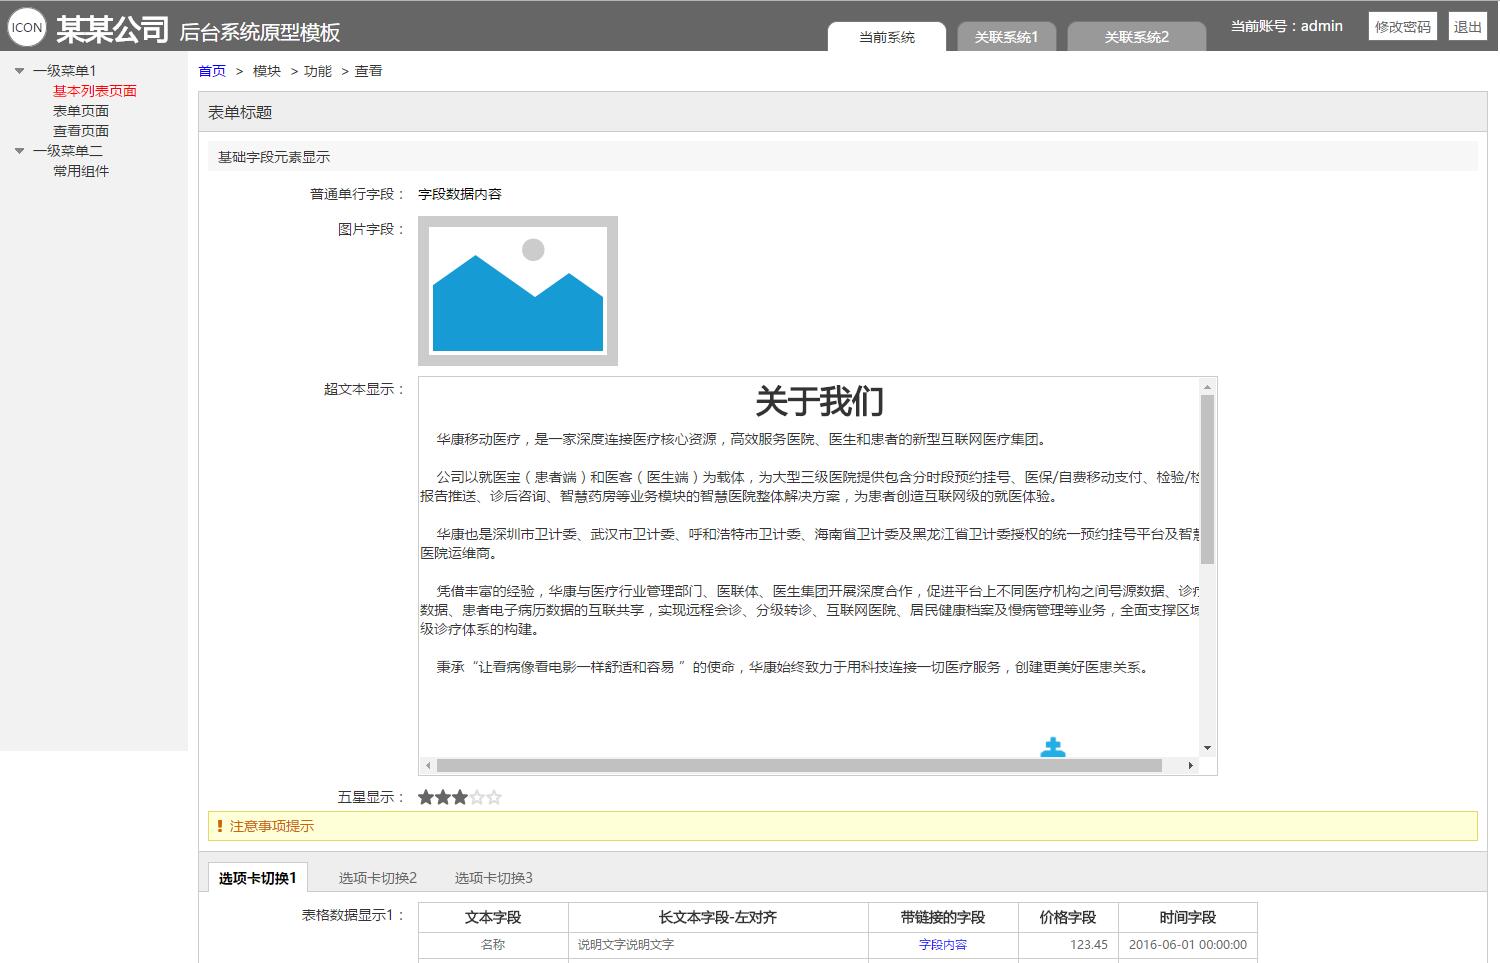 ICON 某某公司 后台系统原型模板 当前系统 关联系统1 关联系统2 当前账号：admin 修改密码 退出
一级菜单1
基本列表页面
表单页面
查看页面
一级菜单二
常用组件
首页 > 模块 > 功能 > 查看
表单标题
基础字段元素显示
普通单行字段： 字段数据内容
图片字段：
超文本显示：
关于我们
华康移动医疗，是一家深度连接医疗核心资源，高效服务医院、医生和患者的新型互联网医疗集团。
公司以就医宝（患者端）和医客（医生端）为载体，为大型三级医院提供包含分时段预约挂号、医保/自费移动支付、检验/检
报告推送、诊后咨询、智慧药房等业务模块的智慧医院整体解决方案，为患者创造互联网级的就医体验。
华康也是深圳市卫计委、武汉市卫计委、呼和浩特市卫计委、海南省卫计委及黑龙江省卫计委授权的统一预约挂号平台及智慧
医院运维商。
凭借丰富的经验，华康与医疗行业管理部门、医联体、医生集团开展深度合作，促进平台上不同医疗机构之间号源数据、诊疗
数据、患者电子病历数据的互联共享，实现远程会诊、分级转诊、互联网医院、居民健康档案及慢病管理等业务，全面支撑区域
级诊疗体系的构建。
秉承“让看病像看电影一样舒适和容易 ”的使命，华康始终致力于用科技连接一切医疗服务，创建更美好医患关系。
五星显示：
注意事项提示
选项卡切换1 选项卡切换2 选项卡切换3
表格数据显示1： 文本字段 长文本字段-左对齐 带链接的字段 价格字段 时间字段
名称 说明文字说明文字 字段内容 123.45 2016-06-01 00:00:00